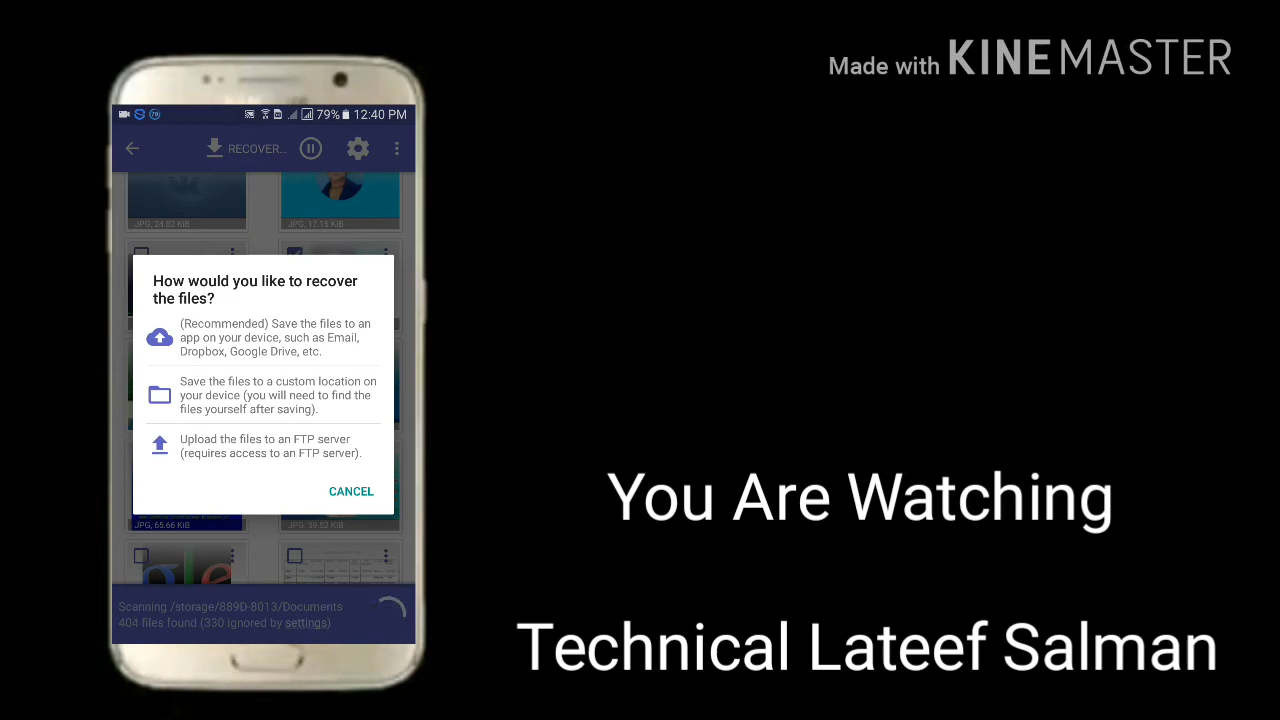 Made with KINEMASTER
79
79% 12:40 PM
RECOVER...
JPG, 24.82 KIB
JPG, 17.15 KIB
How would you like to recover
the files?
(Recommended) Save the files to an
app on your device, such as Email,
Dropbox, Google Drive, etc.
Save the files to a custom location on
your device (you will need to find the
files yourself after saving).
Upload the files to an FTP server
(requires access to an FTP server).
CANCEL
JPG, 65.66 KIB
JPG, 39.52 KIB
Scanning /storage/889D-8013/Documents
404 files found (330 ignored by settings)
You Are Watching
Technical Lateef Salman